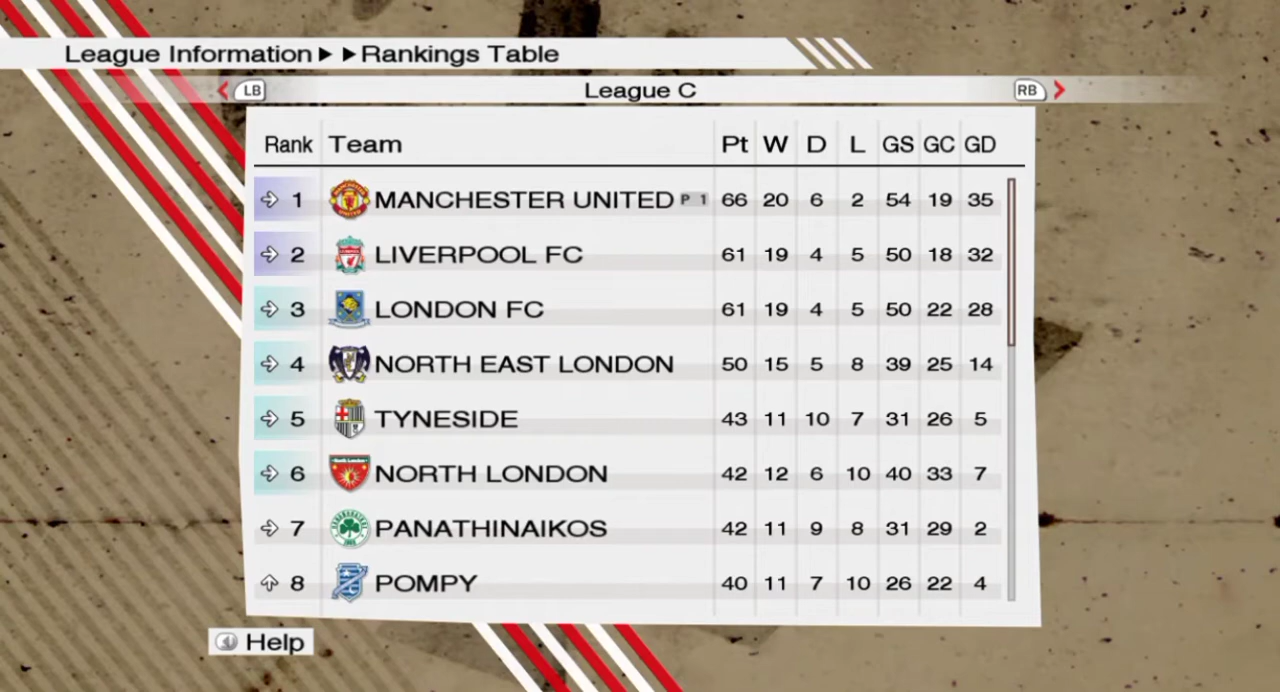 League Information ▶ ▶ Rankings Table
LB League C RB
Rank Team Pt W D L GS GC GD
1 MANCHESTER UNITED P 1 66 20 6 2 54 19 35
2 LIVERPOOL FC 61 19 4 5 50 18 32
3 LONDON FC 61 19 4 5 50 22 28
4 NORTH EAST LONDON 50 15 5 8 39 25 14
5 TYNESIDE 43 11 10 7 31 26 5
6 NORTH LONDON 42 12 6 10 40 33 7
7 PANATHINAIKOS 42 11 9 8 31 29 2
8 POMPY 40 11 7 10 26 22 4
Help